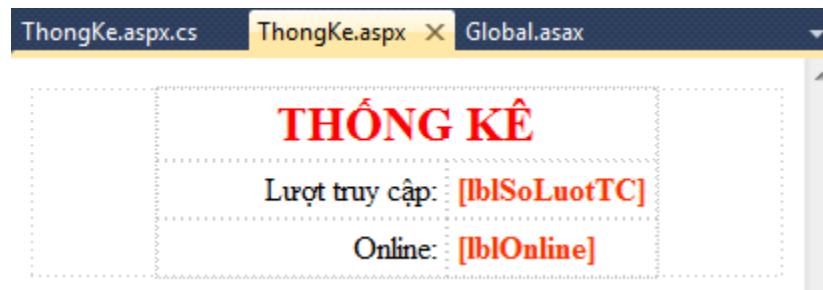 ThongKe.aspx.cs ThongKe.aspx Global.asax
THỐNG KÊ
Lượt truy cập: [lblSoLuotTC]
Online: [lblOnline]